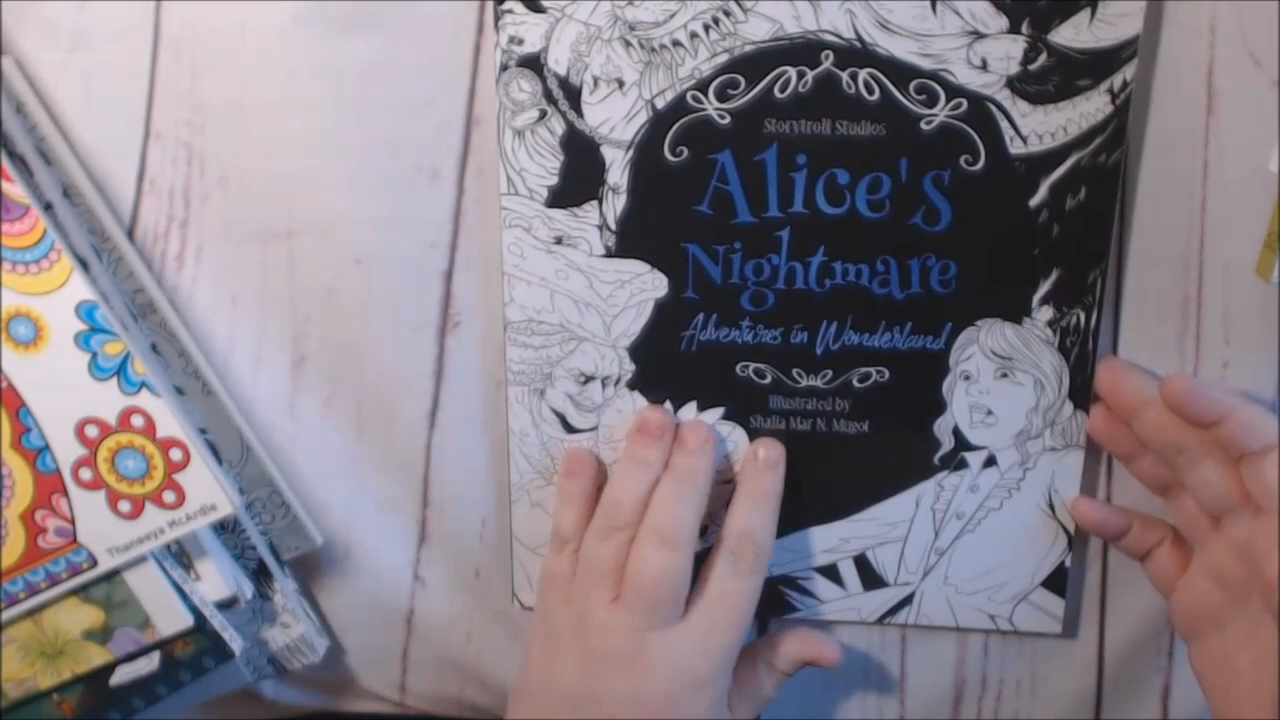 Storytroll Studios
Alice's
Nightmare
Adventures in Wonderland
Illustrated by
Shalla Mar N. Mugot
Thaneeya McArdle